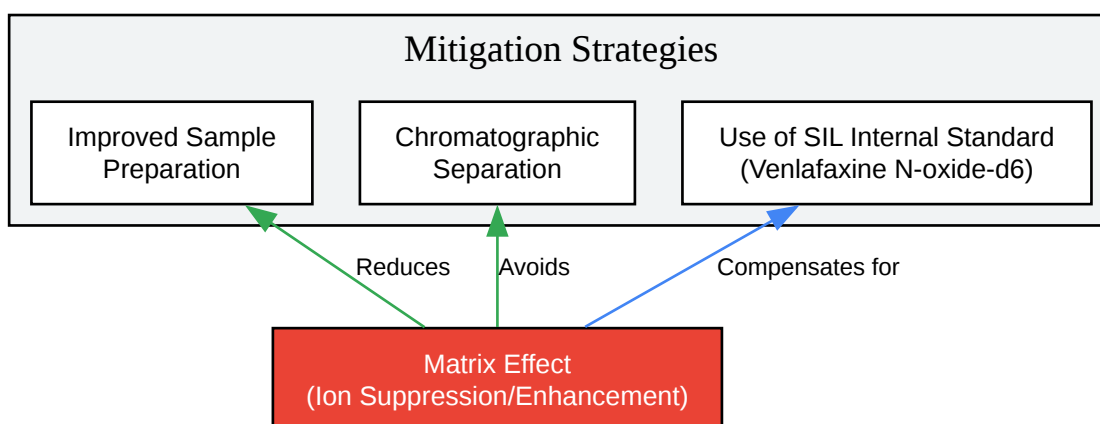 Mitigation Strategies
Improved Sample
Preparation
Chromatographic
Separation
Use of SIL Internal Standard
(Venlafaxine N-oxide-d6)
Reduces
Avoids
Compensates for
Matrix Effect
(Ion Suppression/Enhancement)